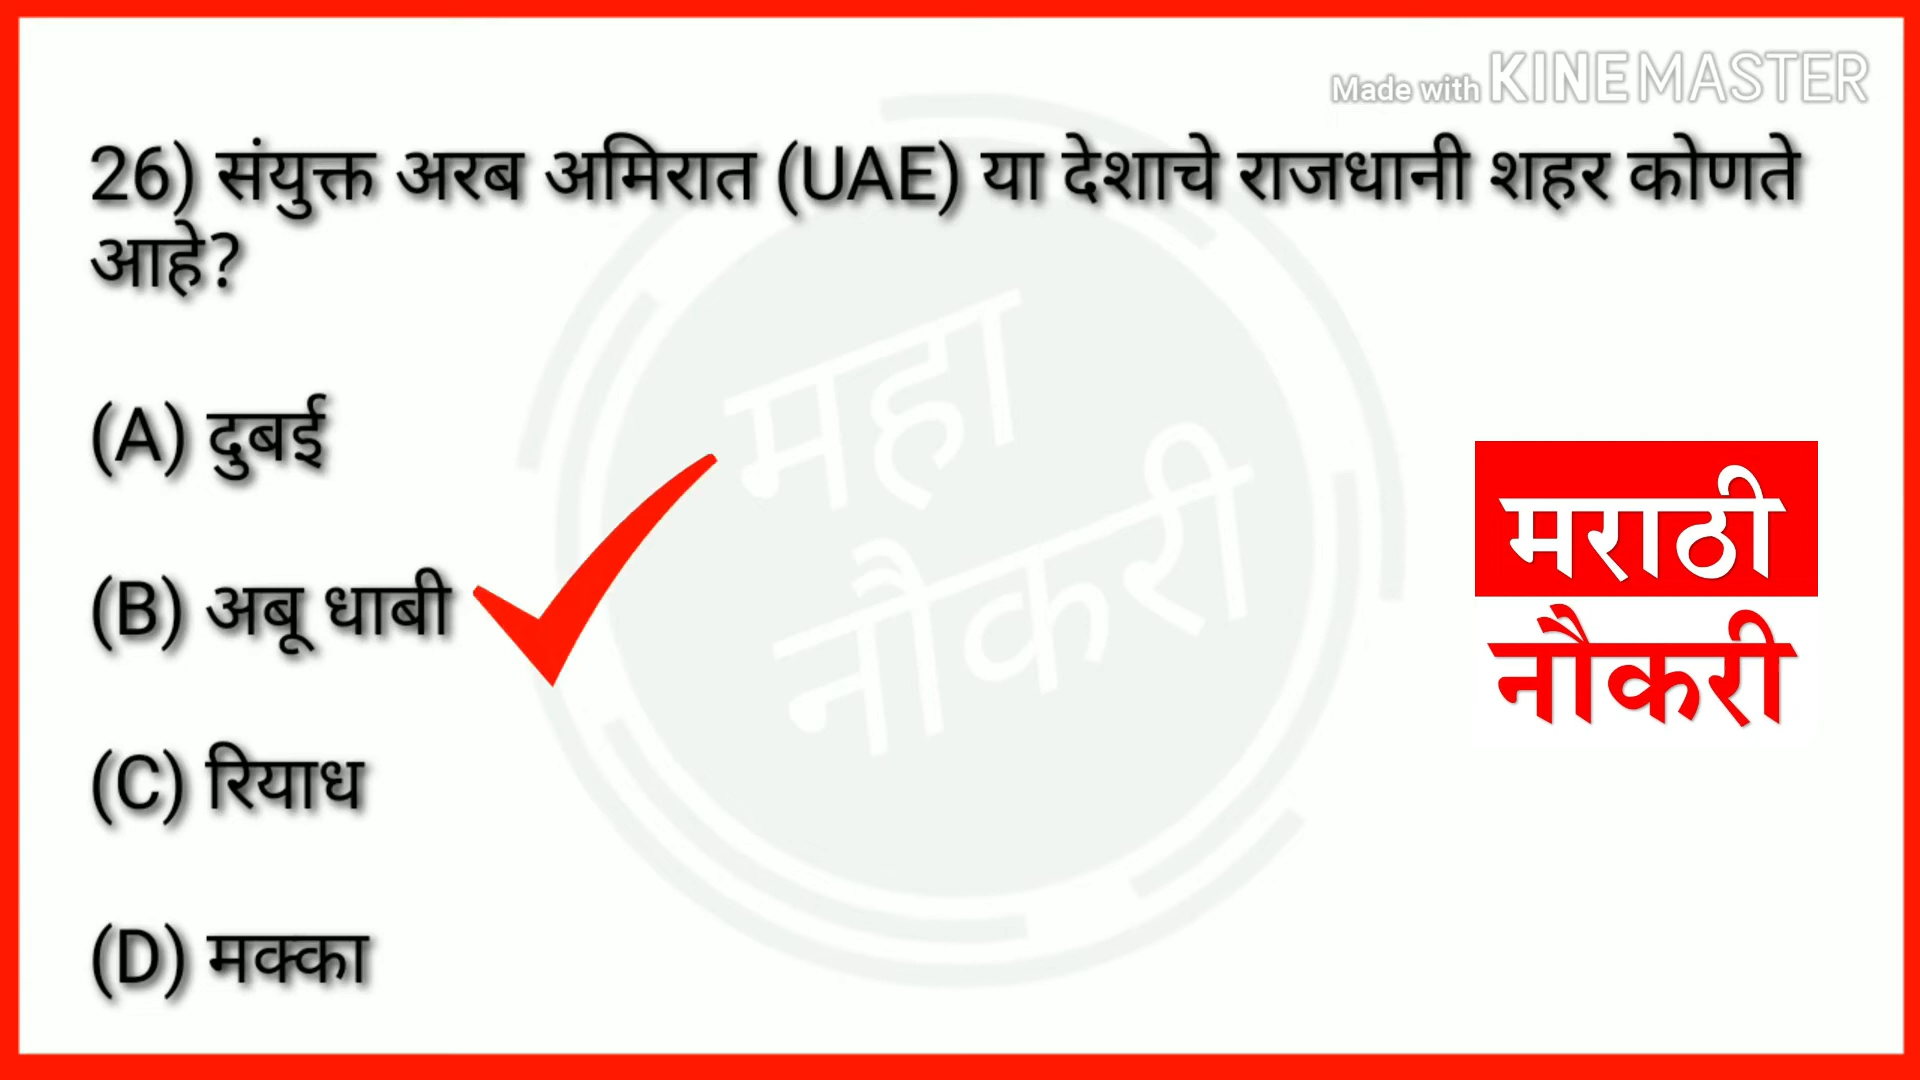 Made with KINEMASTER
26) संयुक्त अरब अमिरात (UAE) या देशाचे राजधानी शहर कोणते
आहे?
(A) दुबई
(B) अबू धाबी
(C) रियाध
(D) मक्का
महा
नौकरी
मराठी
नौकरी